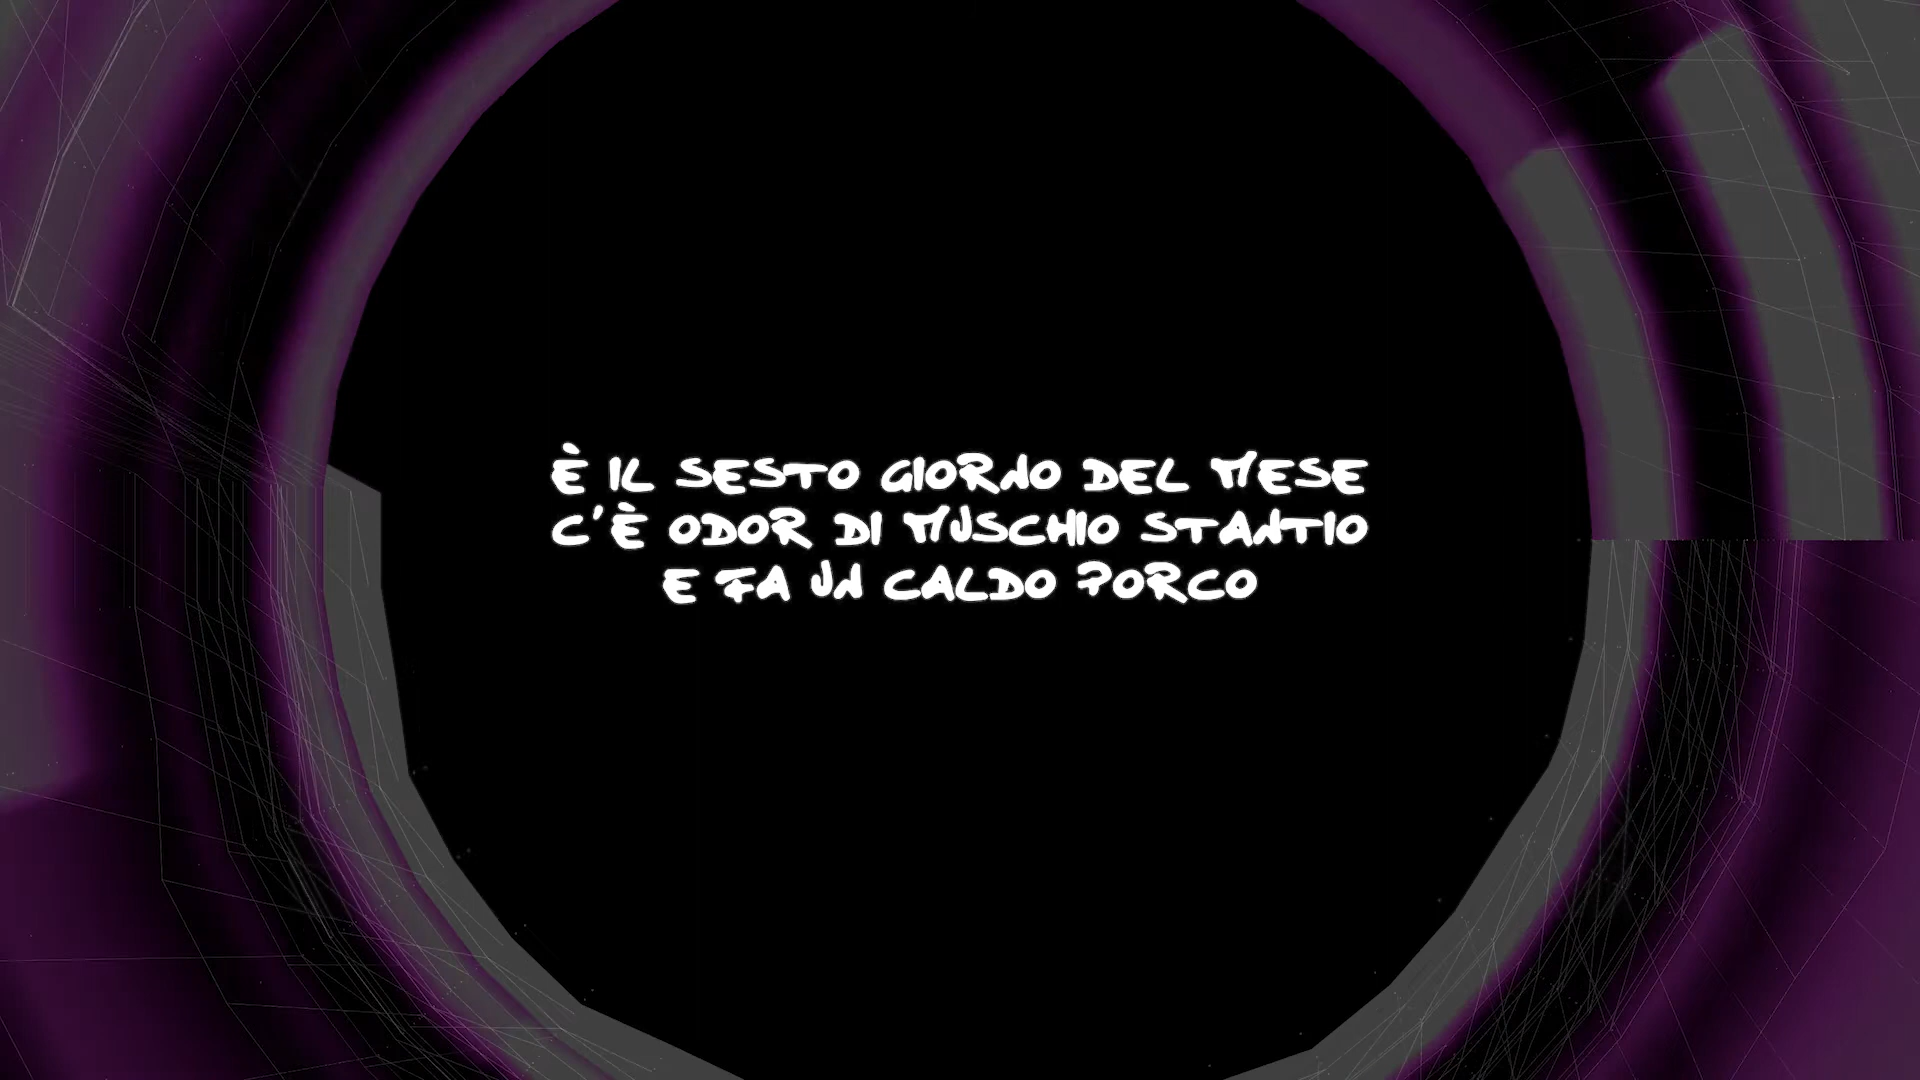 È IL SESTO GIORNO DEL MESE
C'È ODOR DI MUSCHIO STANTIO
E FA UN CALDO PORCO